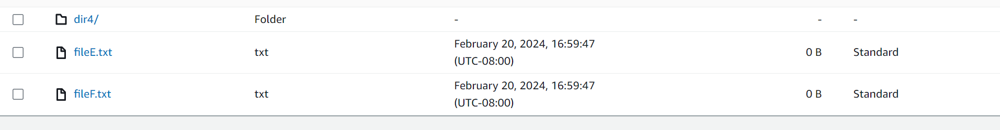 dir4/ Folder - - -
fileE.txt txt February 20, 2024, 16:59:47 (UTC-08:00) 0 B Standard
fileF.txt txt February 20, 2024, 16:59:47 (UTC-08:00) 0 B Standard